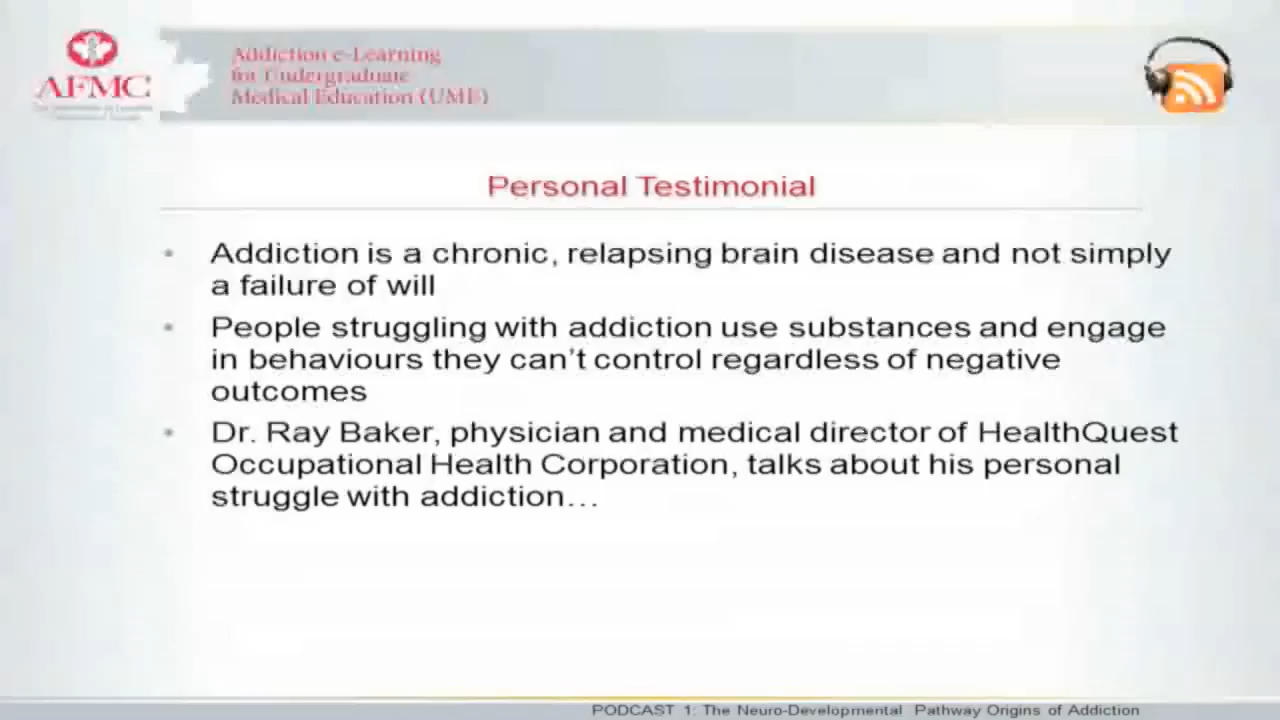 AFMC
Addiction e-Learning
for Undergraduate
Medical Education (UME)
Personal Testimonial
• Addiction is a chronic, relapsing brain disease and not simply
a failure of will
• People struggling with addiction use substances and engage
in behaviours they can't control regardless of negative
outcomes
• Dr. Ray Baker, physician and medical director of HealthQuest
Occupational Health Corporation, talks about his personal
struggle with addiction...
PODCAST 1: The Neuro-Developmental Pathway Origins of Addiction